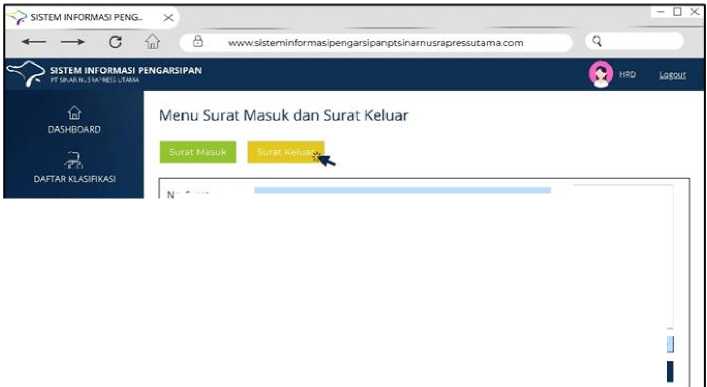 SISTEM INFORMASI PENG..
www.sisteminformasipengarsipanptsinarnusrapressutama.com
SISTEM INFORMASI PENGARSIPAN
PT SINAR NUSRAPRESS UTAMA
HRD
Logout
DASHBOARD
DAFTAR KLASIFIKASI
Menu Surat Masuk dan Surat Keluar
Surat Masuk
Surat Keluar